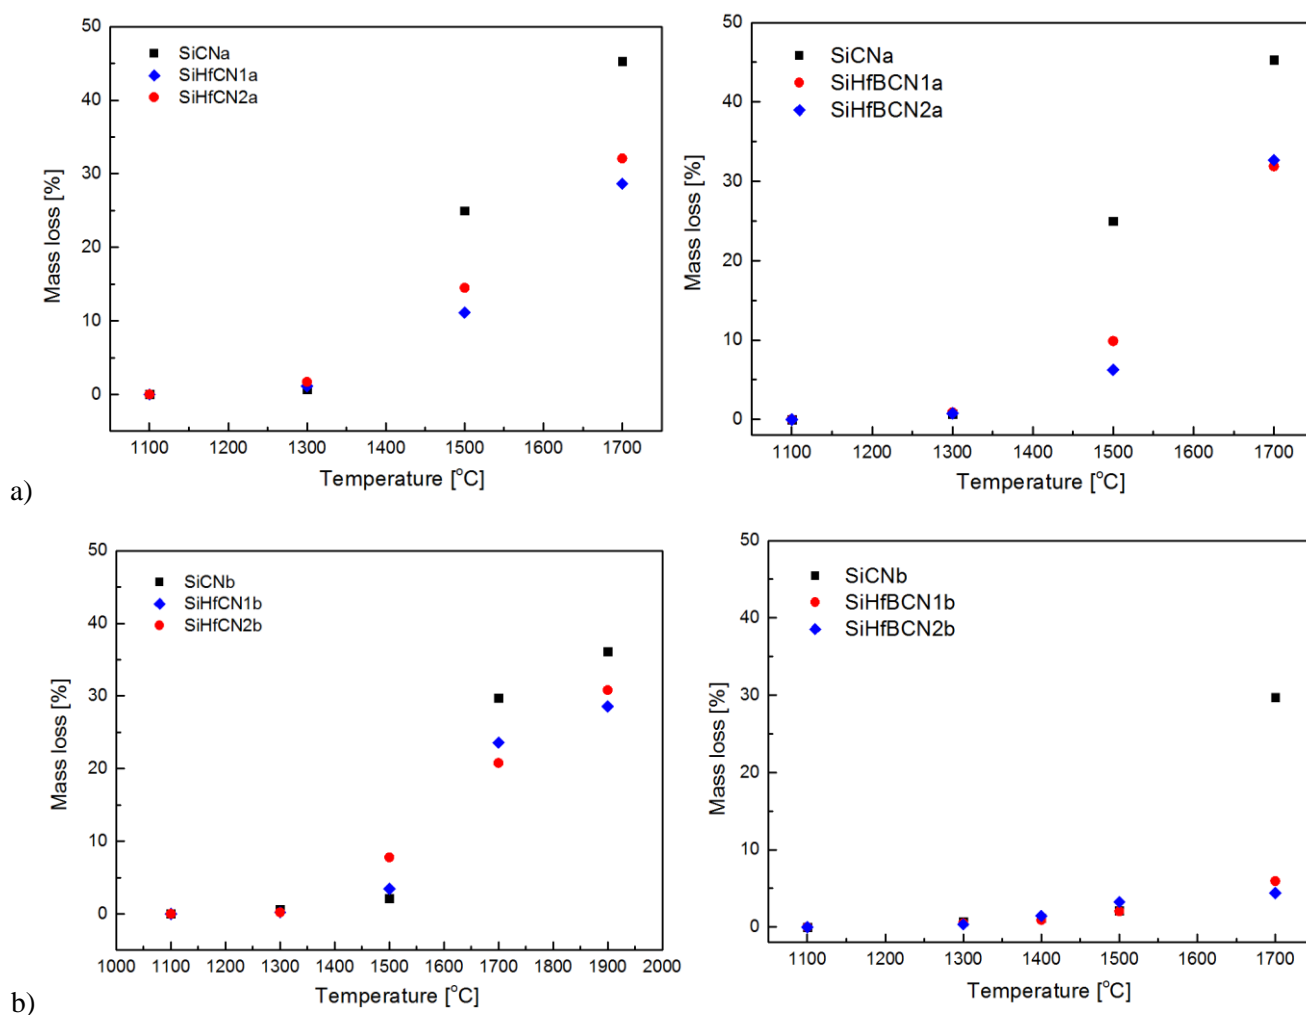 50
40
30
20
10
0
Mass loss [%]
SiCNa
SiHfCN1a
SiHfCN2a
1100 1200 1300 1400 1500 1600 1700
Temperature [°C]
50
40
30
20
10
0
Mass loss [%]
SiCNa
SiHfBCN1a
SiHfBCN2a
1100 1200 1300 1400 1500 1600 1700
Temperature [°C]
a)
50
40
30
20
10
0
Mass loss [%]
SiCNb
SiHfCN1b
SiHfCN2b
1000 1100 1200 1300 1400 1500 1600 1700 1800 1900 2000
Temperature [°C]
50
40
30
20
10
0
Mass loss [%]
SiCNb
SiHfBCN1b
SiHfBCN2b
1100 1200 1300 1400 1500 1600 1700
Temperature [°C]
b)